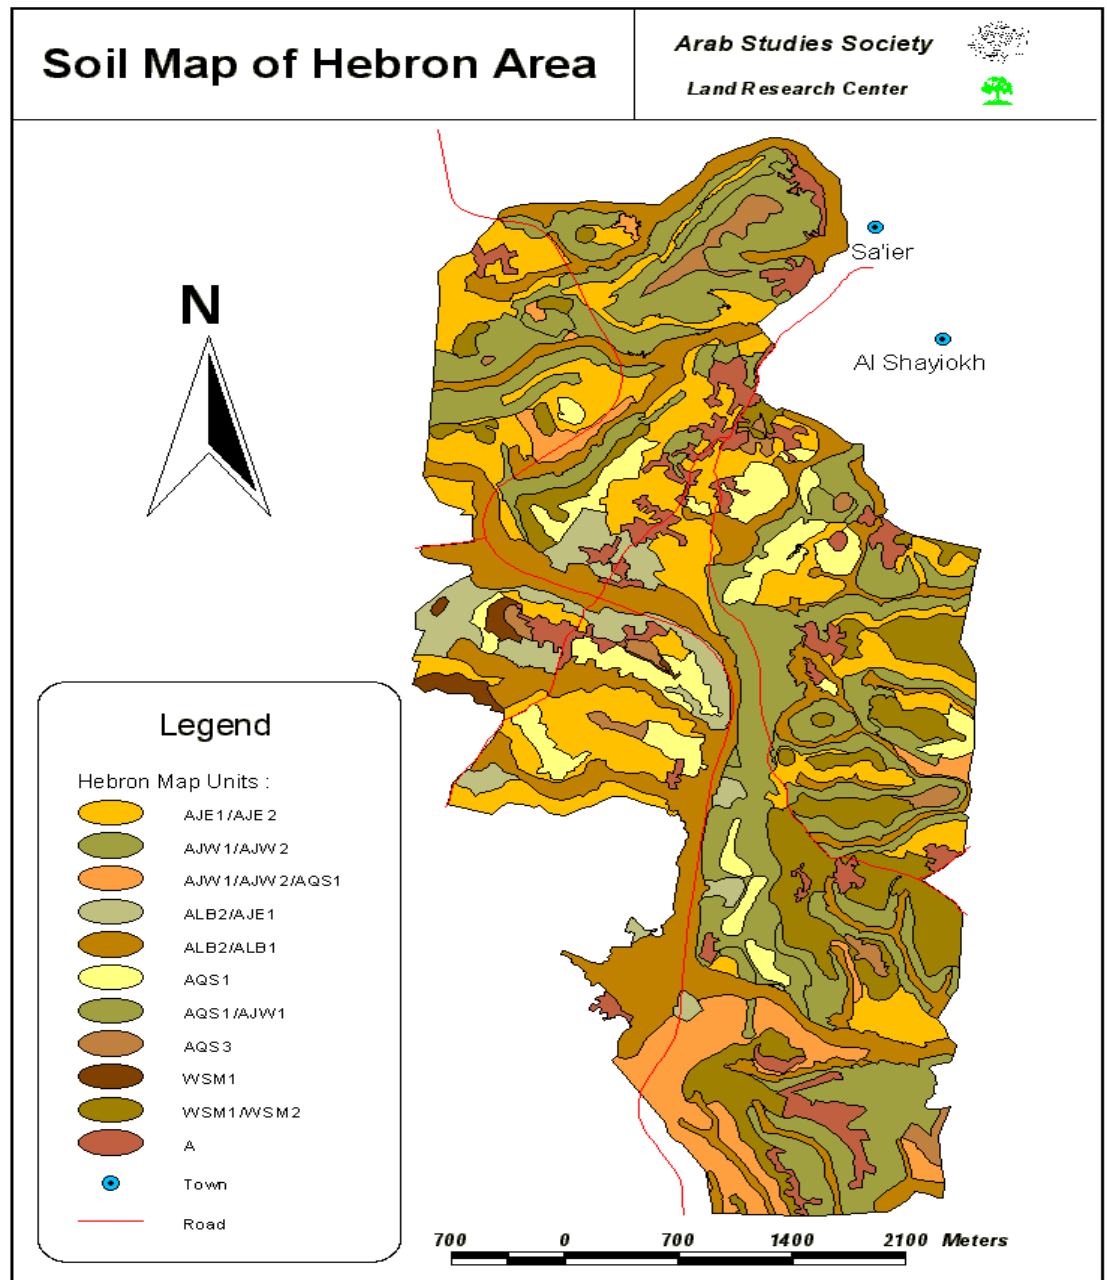 Soil Map of Hebron Area
Arab Studies Society
Land Research Center
Sa'ier
N
Al Shayiokh
Legend
Hebron Map Units :
AJE1/AJE2
AJW1/AJW2
AJW1/AJW2/AQS1
ALB2/AJE1
ALB2/ALB1
AQS1
AQS1/AJW1
AQS3
WSM1
WSM1/WSM2
A
Town
Road
700 0 700 1400 2100 Meters